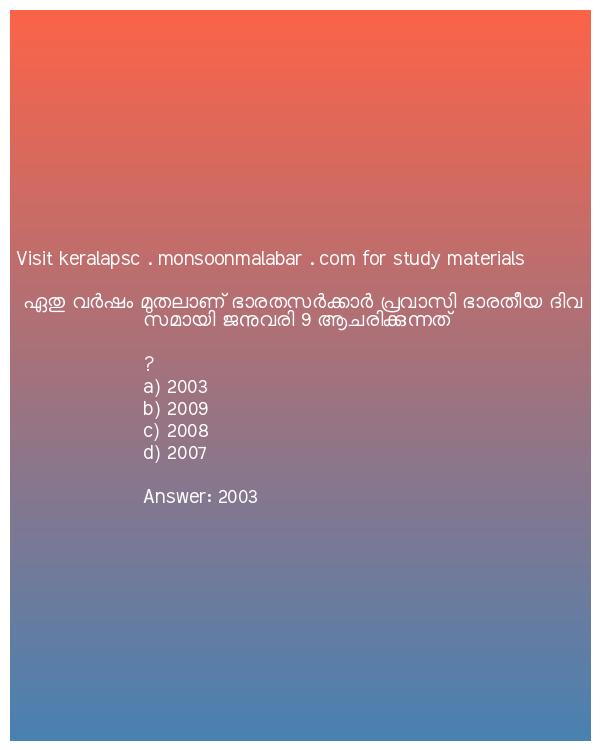 Visit keralapsc . monsoonmalabar . com for study materials
ഏതു വർഷം മുതലാണ് ഭാരതസർക്കാർ പ്രവാസി ഭാരതീയ ദിവ
സമായി ജനുവരി 9 ആചരിക്കുന്നത്
?
a) 2003
b) 2009
c) 2008
d) 2007
Answer: 2003